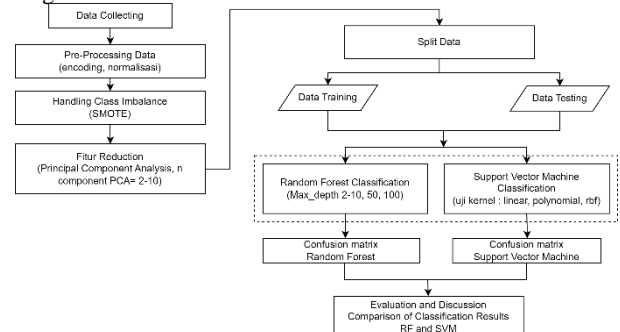 Data Collecting
Pre-Processing Data
(encoding, normalisasi)
Handling Class Imbalance
(SMOTE)
Fitur Reduction
(Principal Component Analysis, n
component PCA= 2-10)
Split Data
Data Training
Data Testing
Random Forest Classification
(Max_depth 2-10, 50, 100)
Support Vector Machine
Classification
(uji kernel : linear, polynomial, rbf)
Confusion matrix
Random Forest
Confusion matrix
Support Vector Machine
Evaluation and Discussion
Comparison of Classification Results
RF and SVM